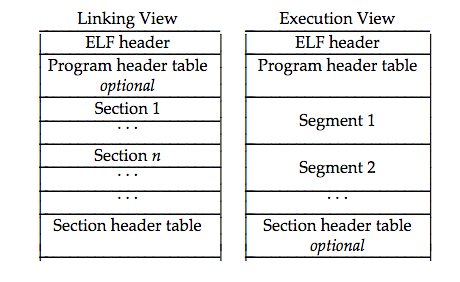 Linking View
ELF header
Program header table
optional
Section 1
. . .
Section n
. . .
. . .
Section header table
Execution View
ELF header
Program header table
Segment 1
Segment 2
. . .
Section header table
optional